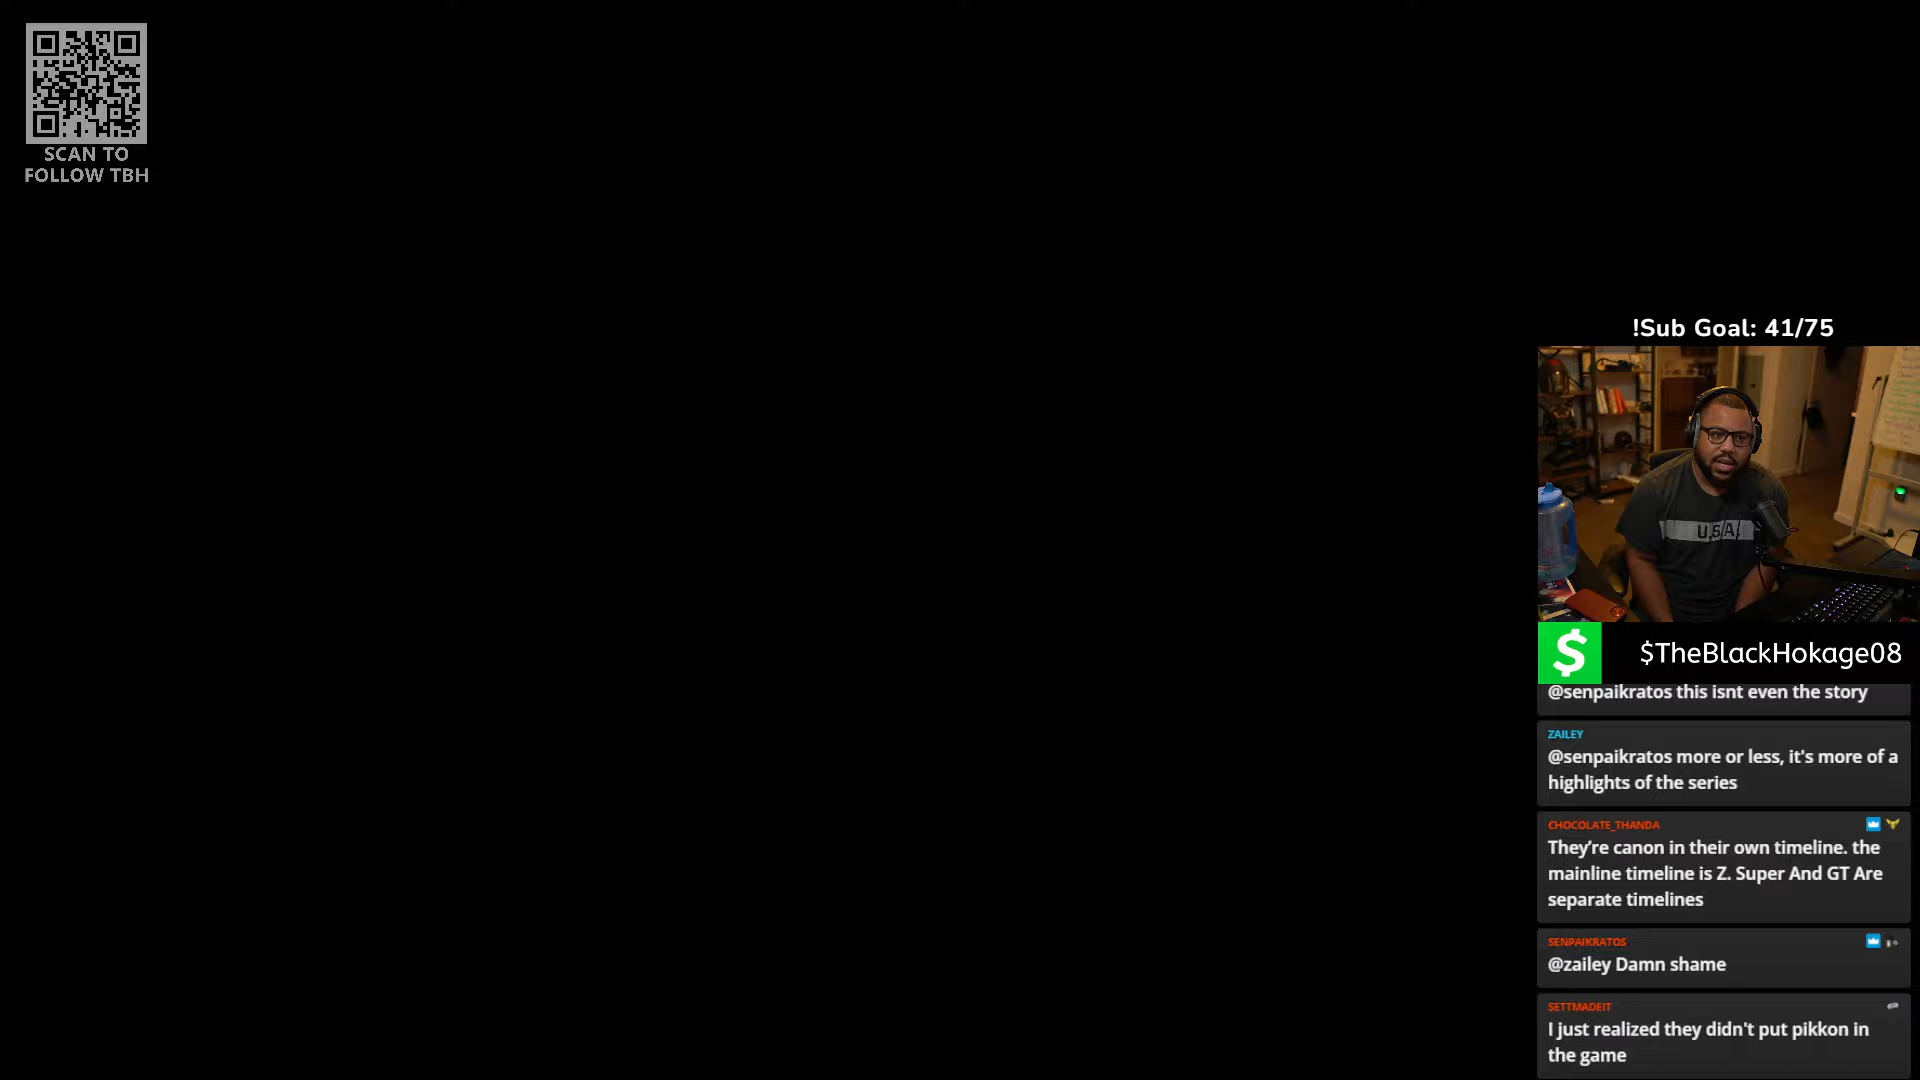 SCAN TO
FOLLOW TBH
!Sub Goal: 41/75
U.S.A.
$
$TheBlackHokage08
@senpaikratos this isnt even the story
ZAILEY
@senpaikratos more or less, it's more of a
highlights of the series
CHOCOLATE_THANDA
They’re canon in their own timeline. the
mainline timeline is Z. Super And GT Are
separate timelines
SENPAIKRATOS
@zailey Damn shame
SETTMADEIT
I just realized they didn't put pikkon in
the game